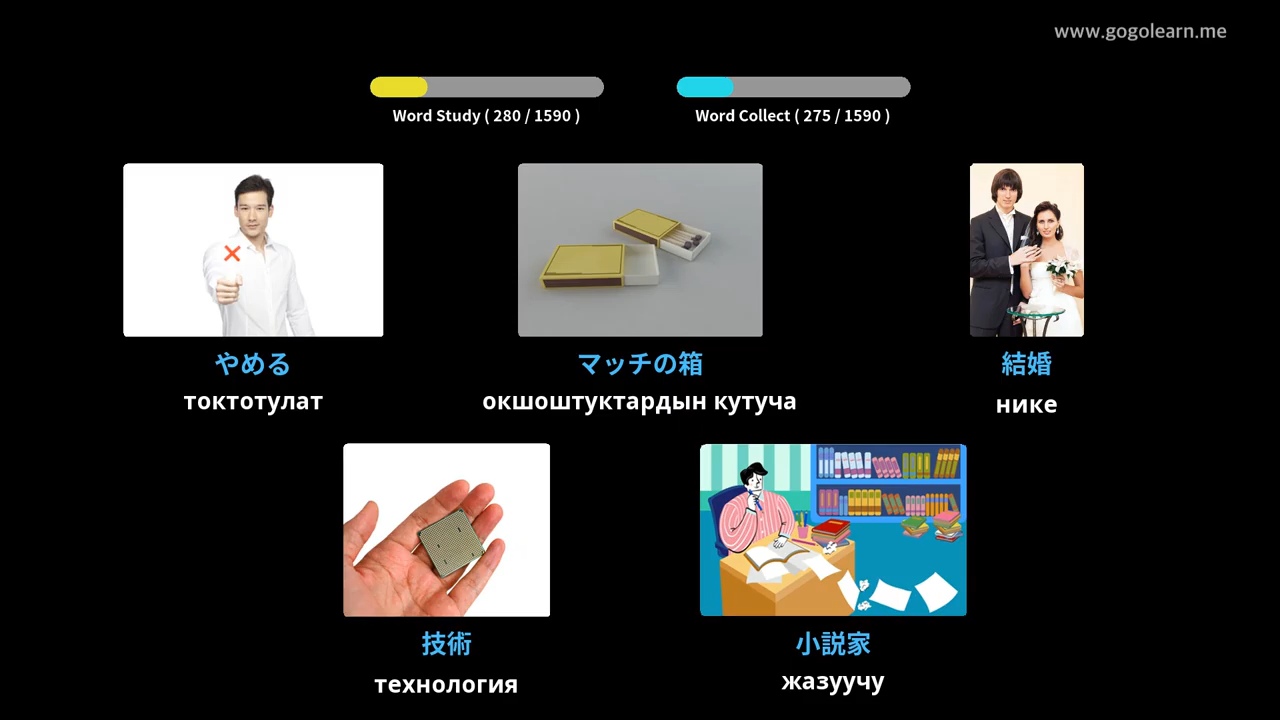 www.gogolearn.me
Word Study ( 280 / 1590 )
Word Collect ( 275 / 1590 )
やめる
токтотулат
マッチの箱
окшоштуктардын кутуча
結婚
нике
技術
технология
小説家
жазуучу